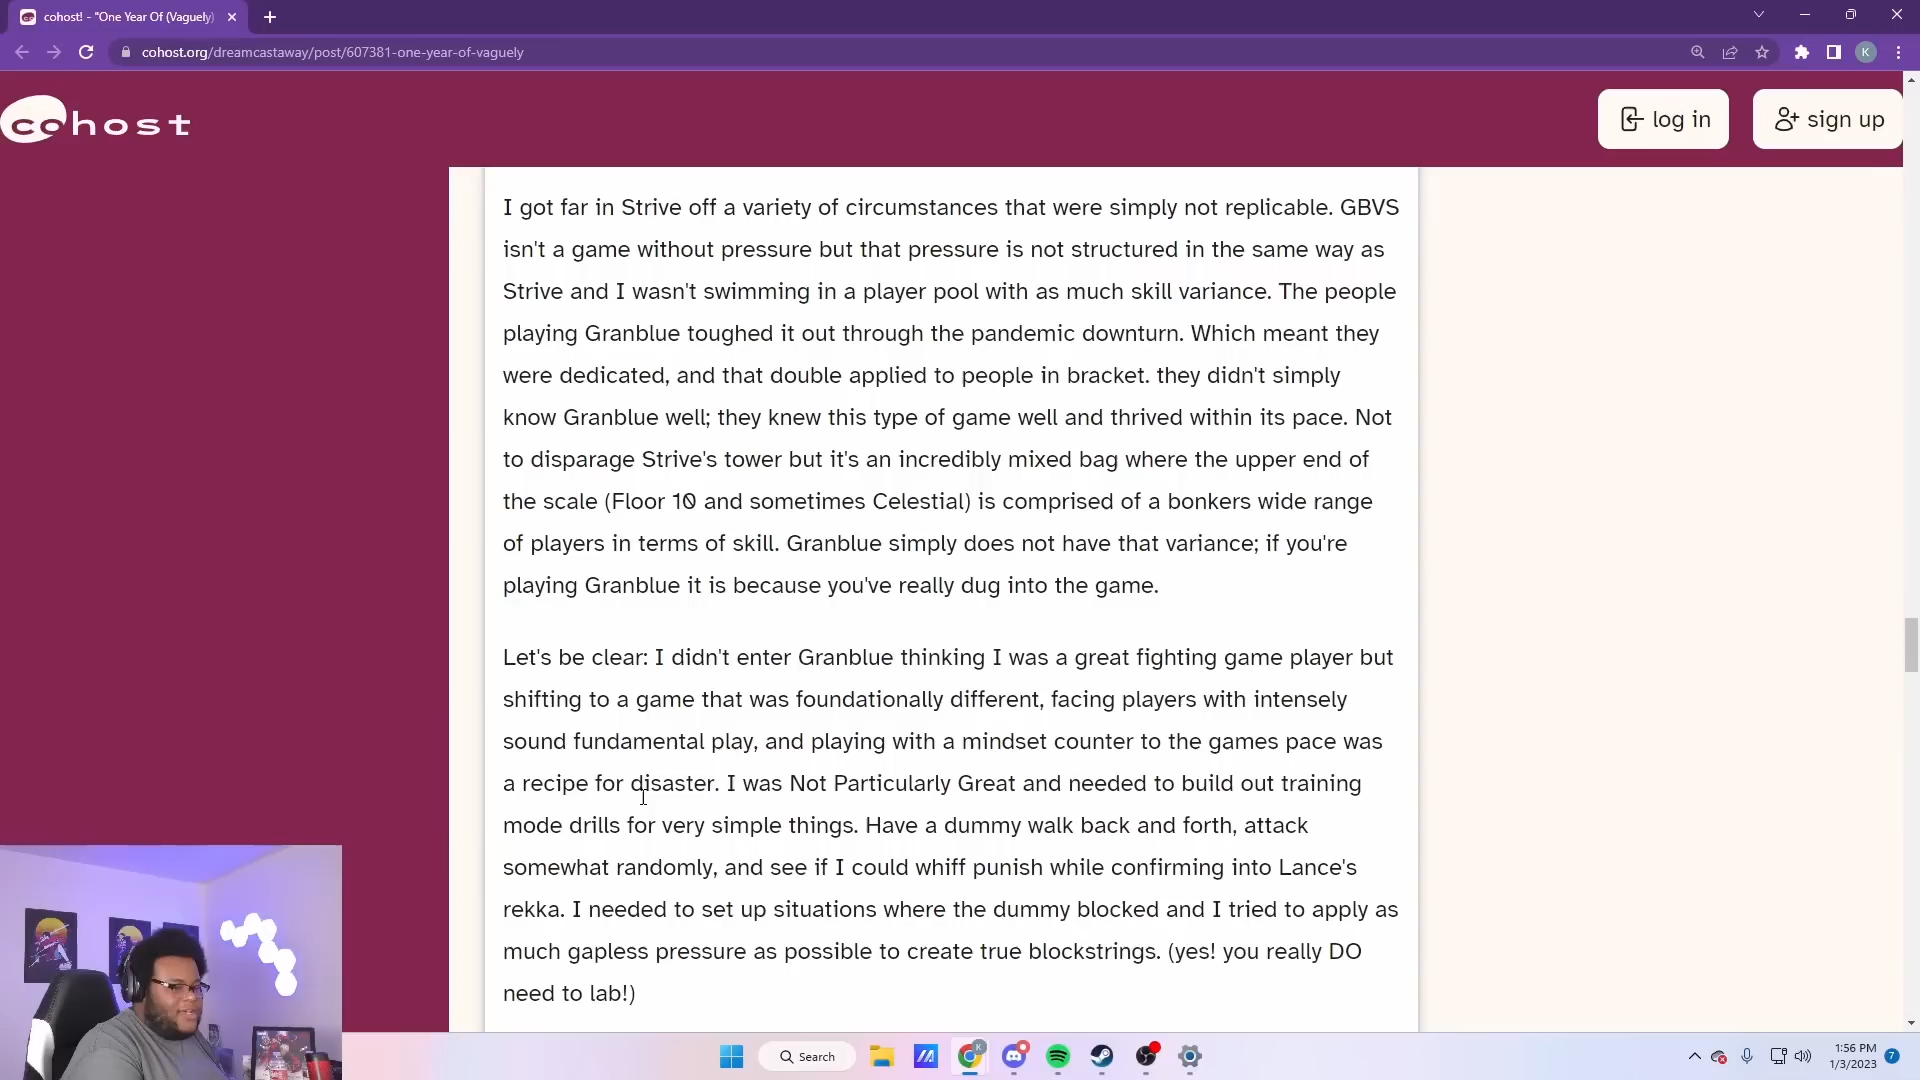 cohost! - "One Year Of (Vaguely)
cohost.org/dreamcastaway/post/607381-one-year-of-vaguely
K
cohost
log in
sign up
I got far in Strive off a variety of circumstances that were simply not replicable. GBVS
isn't a game without pressure but that pressure is not structured in the same way as
Strive and I wasn't swimming in a player pool with as much skill variance. The people
playing Granblue toughed it out through the pandemic downturn. Which meant they
were dedicated, and that double applied to people in bracket. they didn't simply
know Granblue well; they knew this type of game well and thrived within its pace. Not
to disparage Strive's tower but it's an incredibly mixed bag where the upper end of
the scale (Floor 10 and sometimes Celestial) is comprised of a bonkers wide range
of players in terms of skill. Granblue simply does not have that variance; if you're
playing Granblue it is because you've really dug into the game.
Let's be clear: I didn't enter Granblue thinking I was a great fighting game player but
shifting to a game that was foundationally different, facing players with intensely
sound fundamental play, and playing with a mindset counter to the games pace was
a recipe for disaster. I was Not Particularly Great and needed to build out training
mode drills for very simple things. Have a dummy walk back and forth, attack
somewhat randomly, and see if I could whiff punish while confirming into Lance's
rekka. I needed to set up situations where the dummy blocked and I tried to apply as
much gapless pressure as possible to create true blockstrings. (yes! you really DO
need to lab!)
Search
1:56 PM
1/3/2023
7